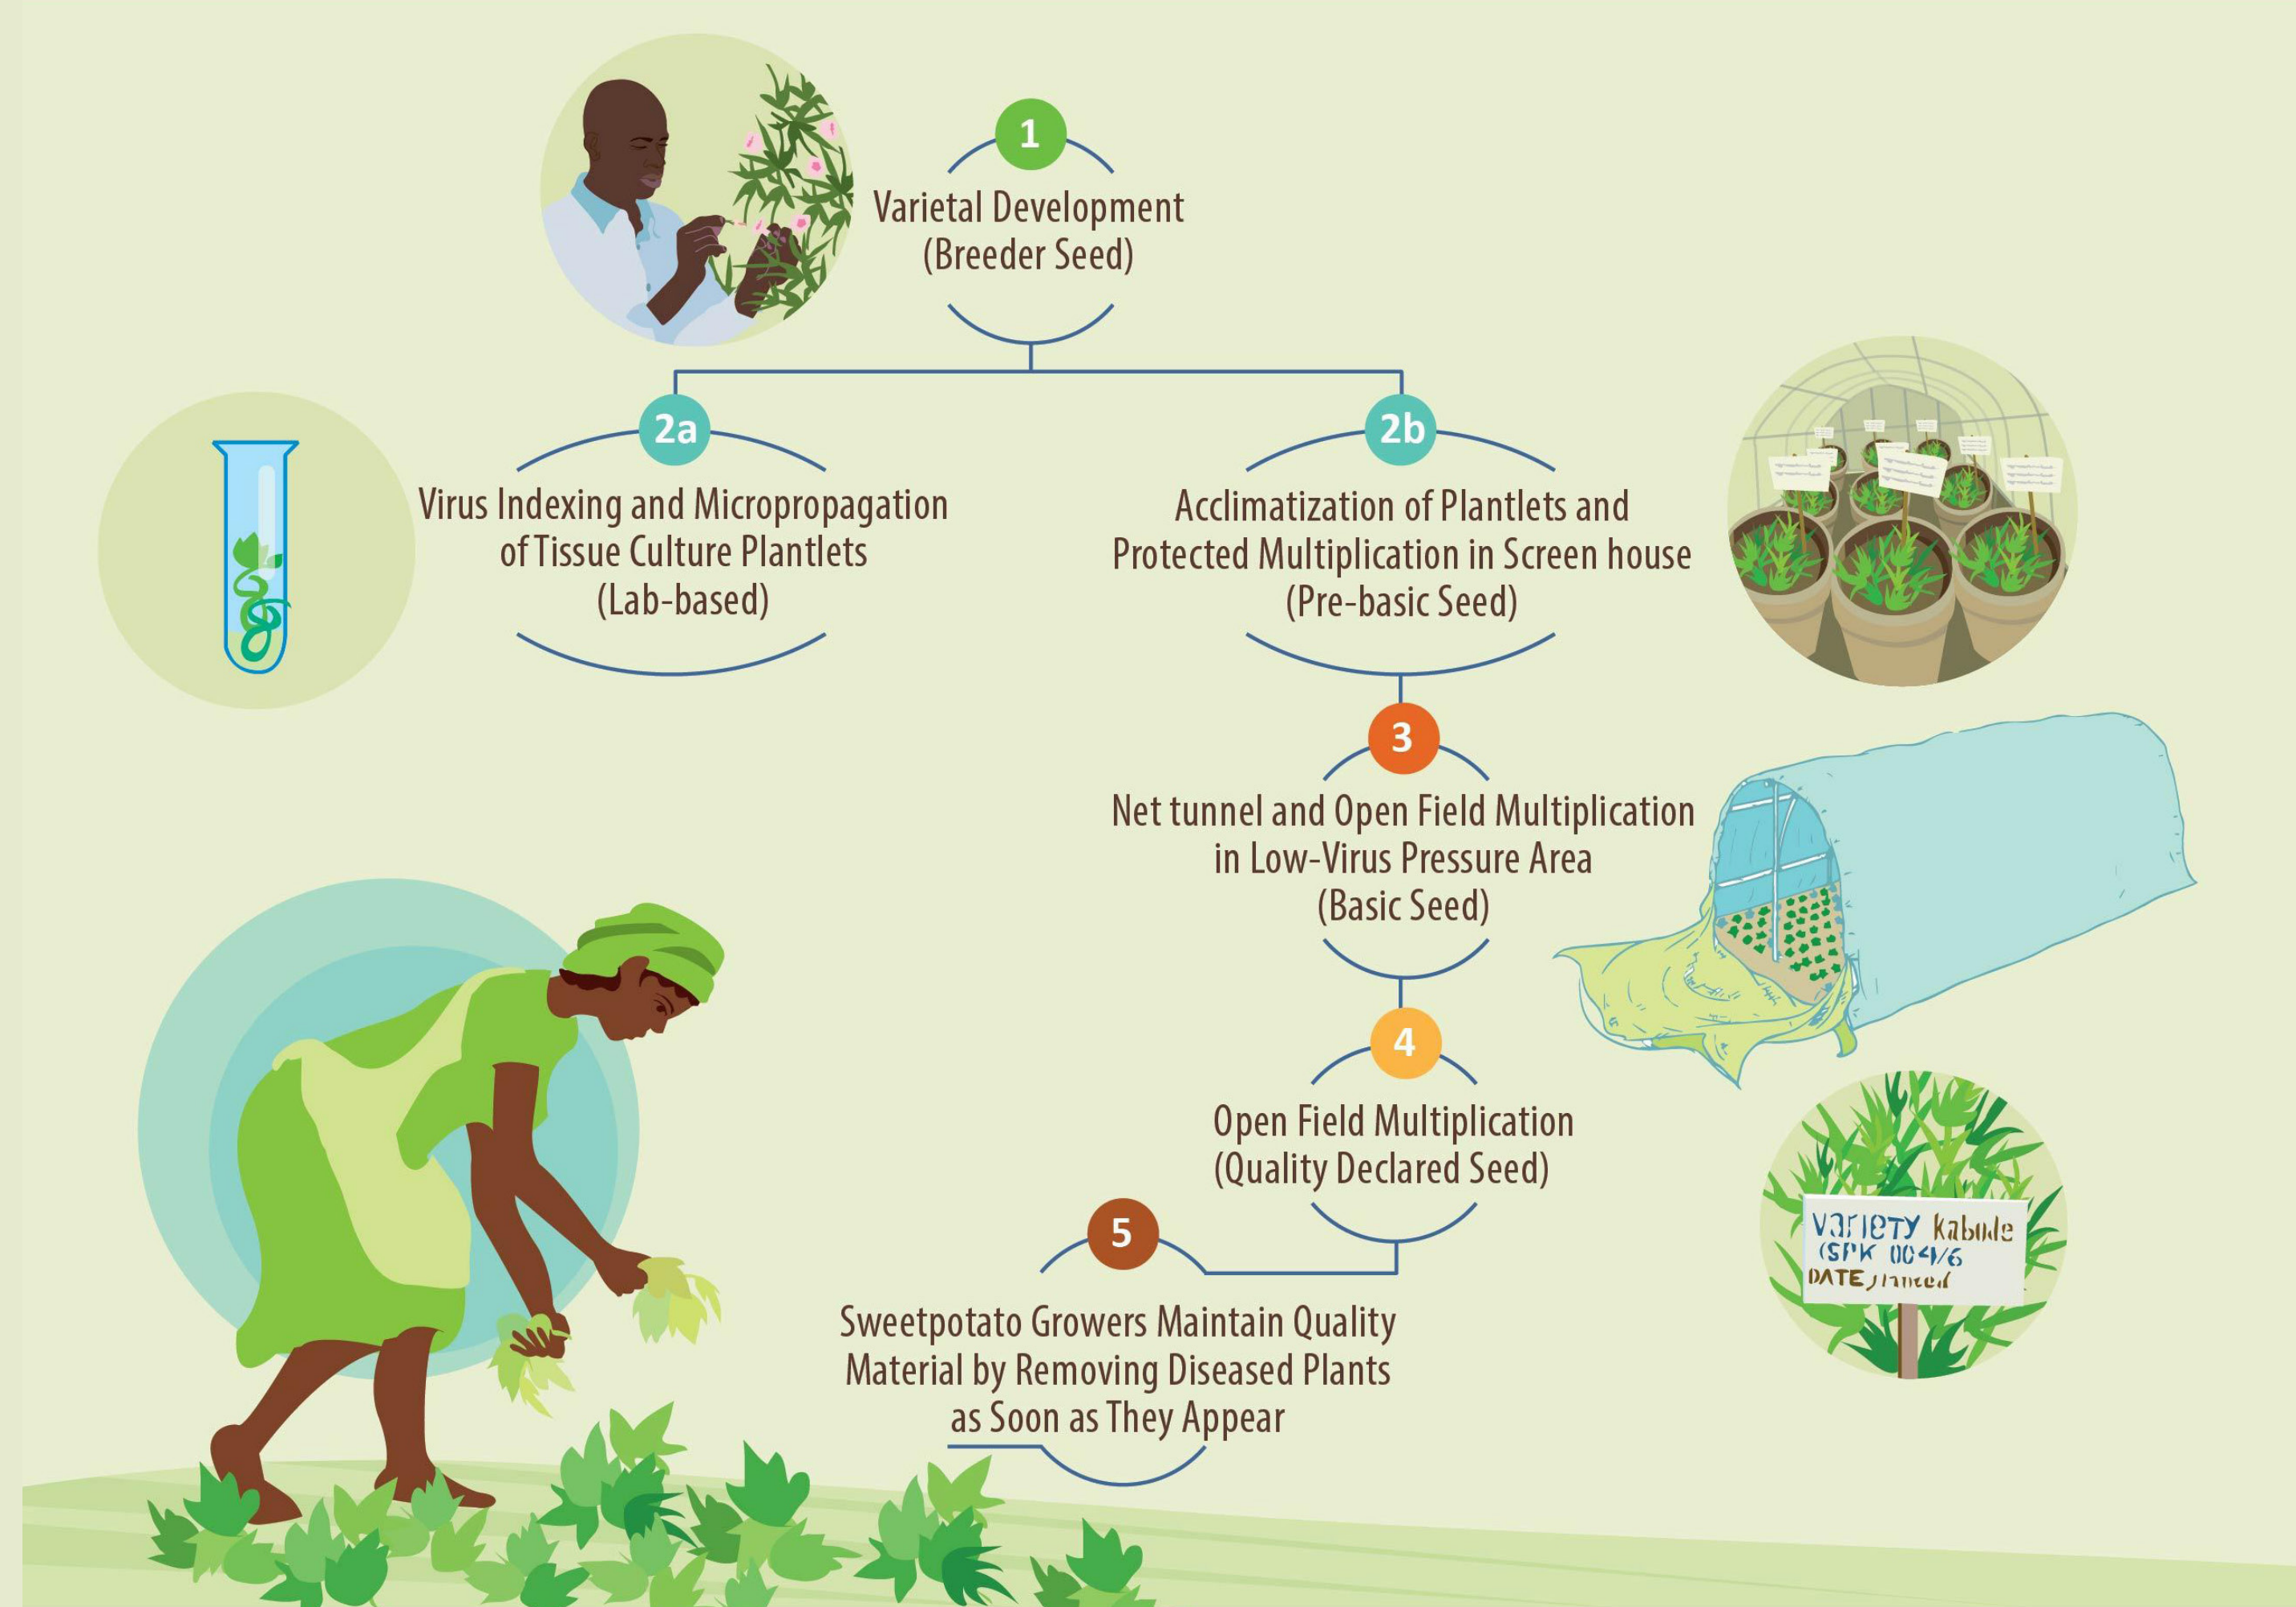 1
Varietal Development
(Breeder Seed)
2a
Virus Indexing and Micropropagation
of Tissue Culture Plantlets
(Lab-based)
2b
Acclimatization of Plantlets and
Protected Multiplication in Screen house
(Pre-basic Seed)
3
Net tunnel and Open Field Multiplication
in Low-Virus Pressure Area
(Basic Seed)
4
Open Field Multiplication
(Quality Declared Seed)
Variety Kabode
(SPK 004/6
DATE
5
Sweetpotato Growers Maintain Quality
Material by Removing Diseased Plants
as Soon as They Appear